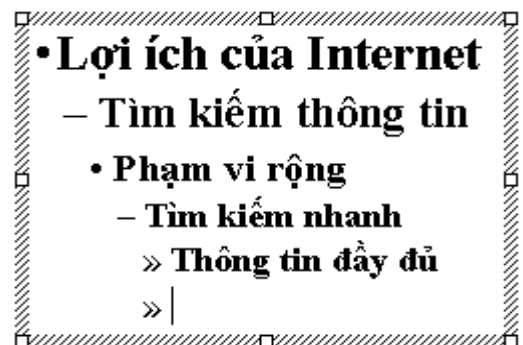 • Lợi ích của Internet
– Tìm kiếm thông tin
• Phạm vi rộng
– Tìm kiếm nhanh
» Thông tin đầy đủ
»